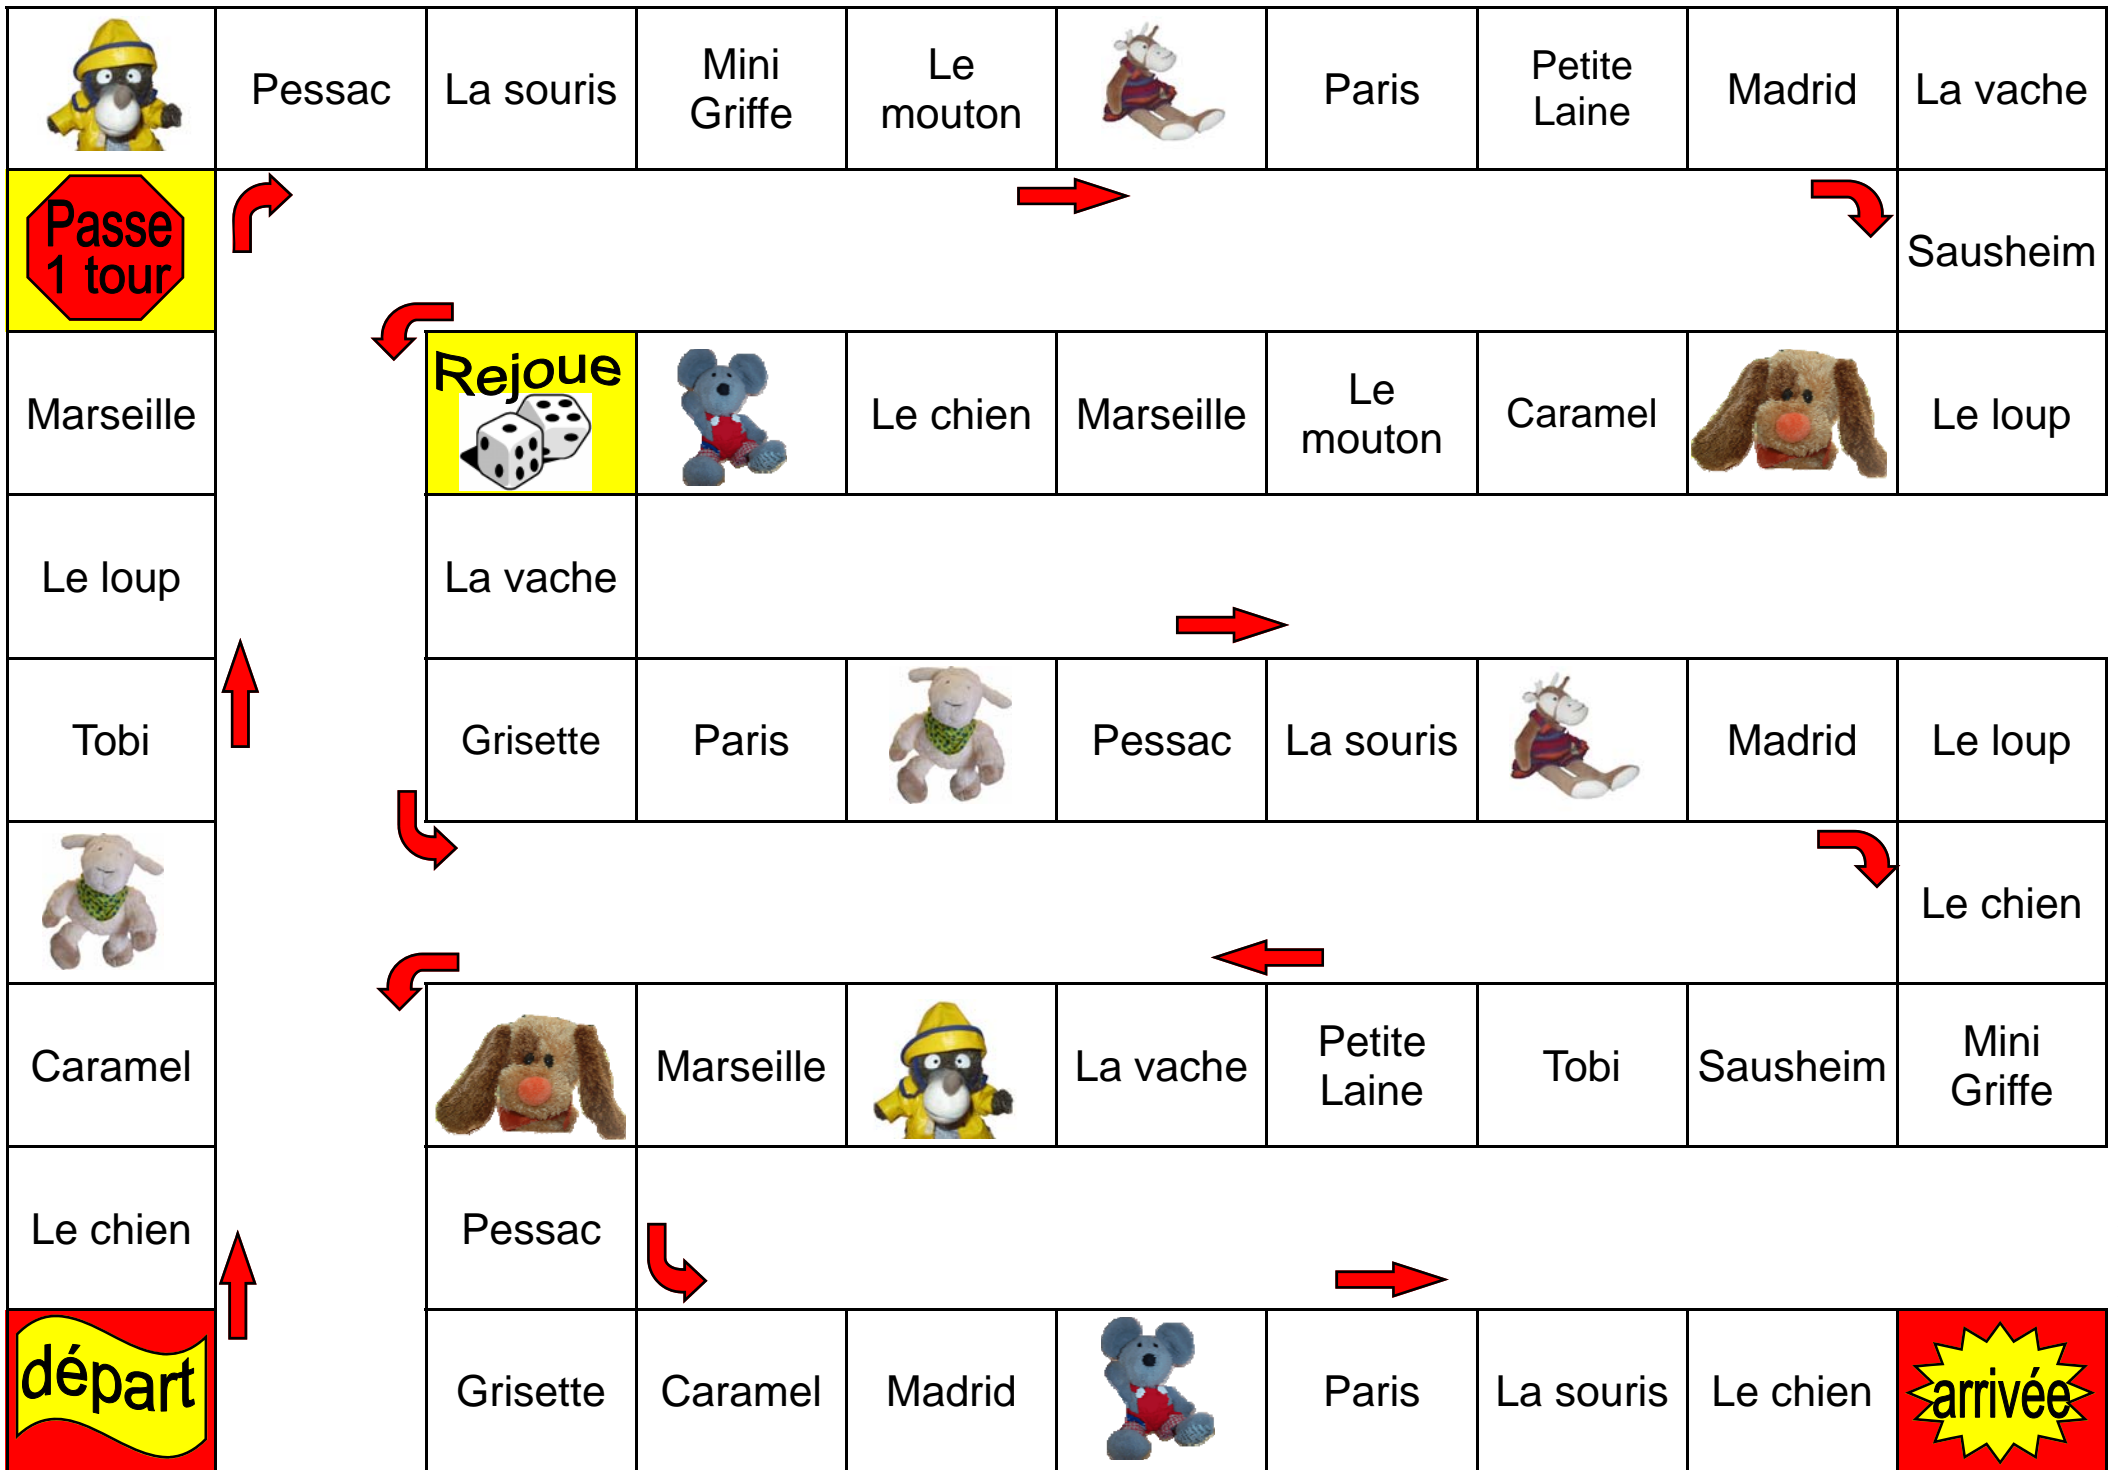 Pessac
La souris
Mini
Griffe
Le
mouton
Paris
Petite
Laine
Madrid
La vache
Passe
1 tour
Sausheim
Marseille
Rejoue
Le chien
Marseille
Le
mouton
Caramel
Le loup
Le loup
La vache
Tobi
Grisette
Paris
Pessac
La souris
Madrid
Le loup
Le chien
Caramel
Marseille
La vache
Petite
Laine
Tobi
Sausheim
Mini
Griffe
Le chien
Pessac
départ
Grisette
Caramel
Madrid
Paris
La souris
Le chien
arrivée